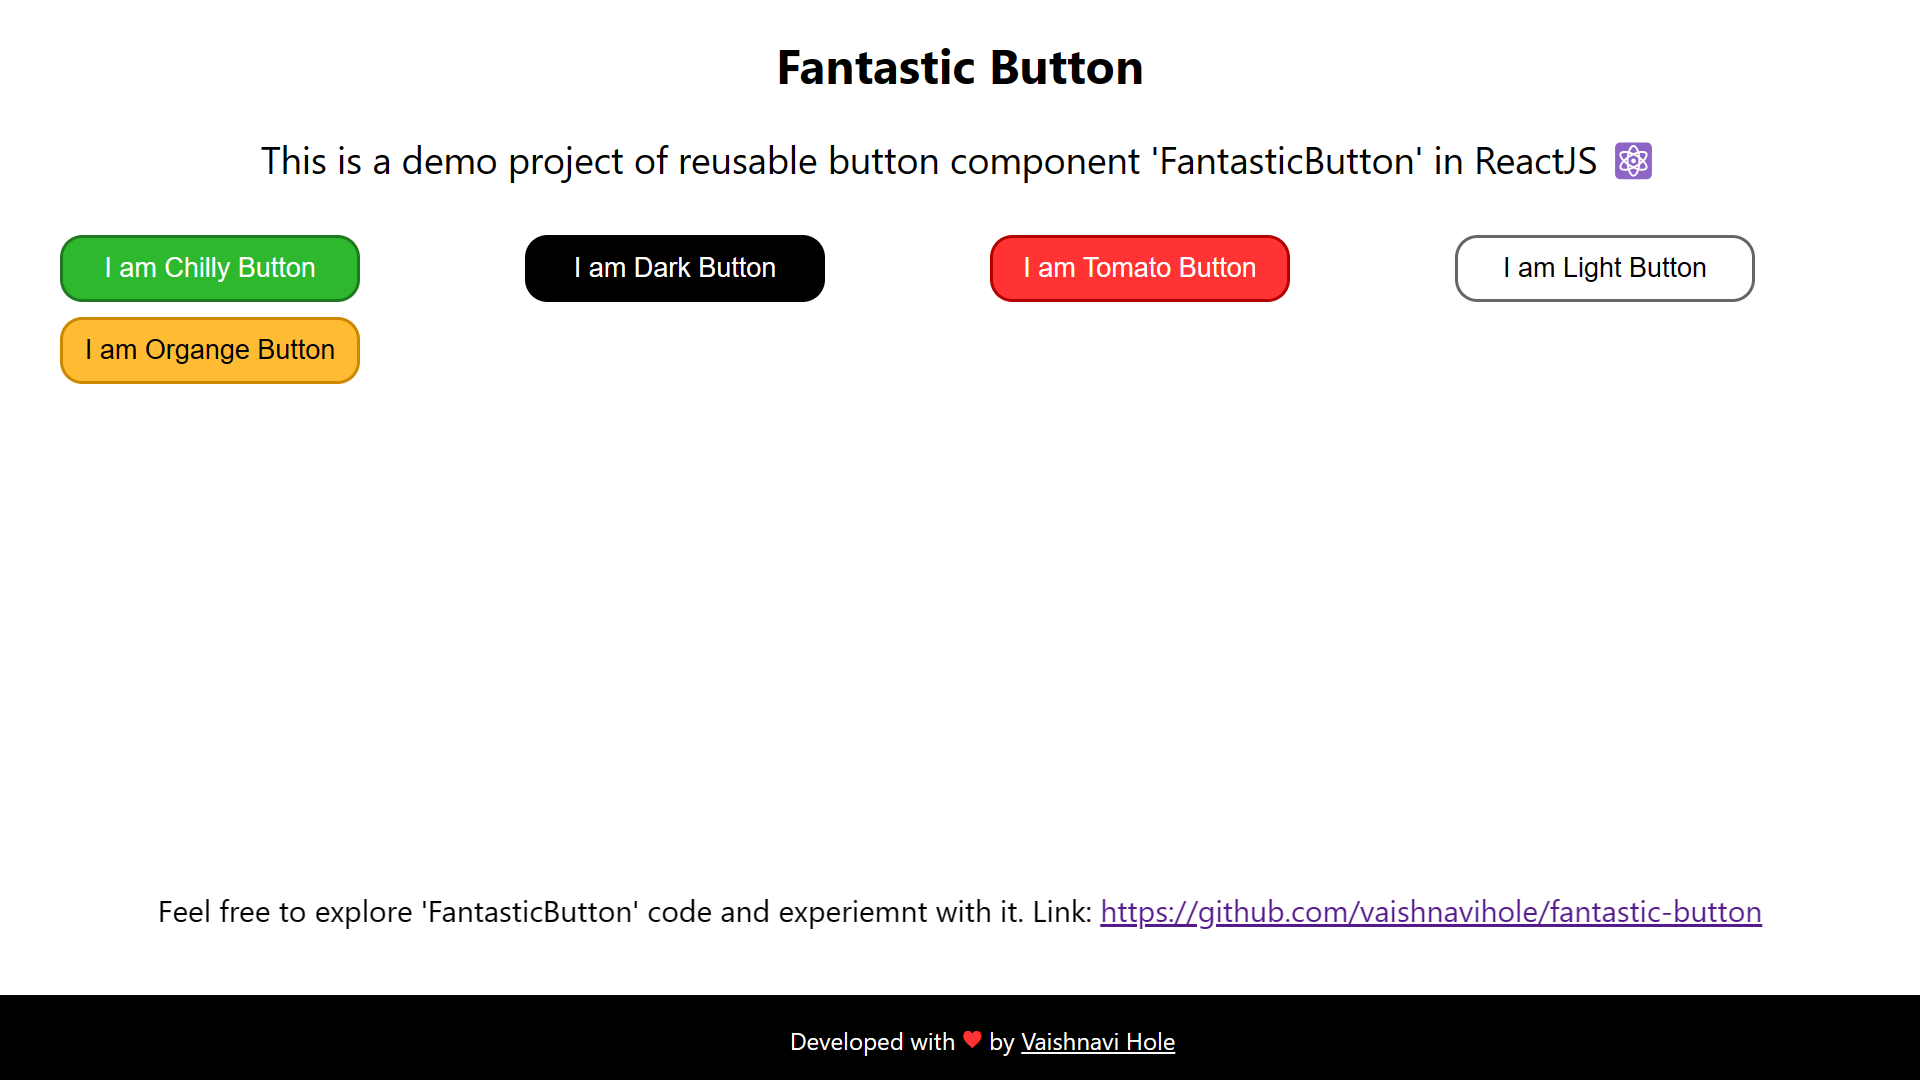 Fantastic Button
This is a demo project of reusable button component 'FantasticButton' in ReactJS ⚛️
I am Chilly Button
I am Dark Button
I am Tomato Button
I am Light Button
I am Organge Button
Feel free to explore 'FantasticButton' code and experiemnt with it. Link: https://github.com/vaishnavihole/fantastic-button
Developed with ♥ by Vaishnavi Hole